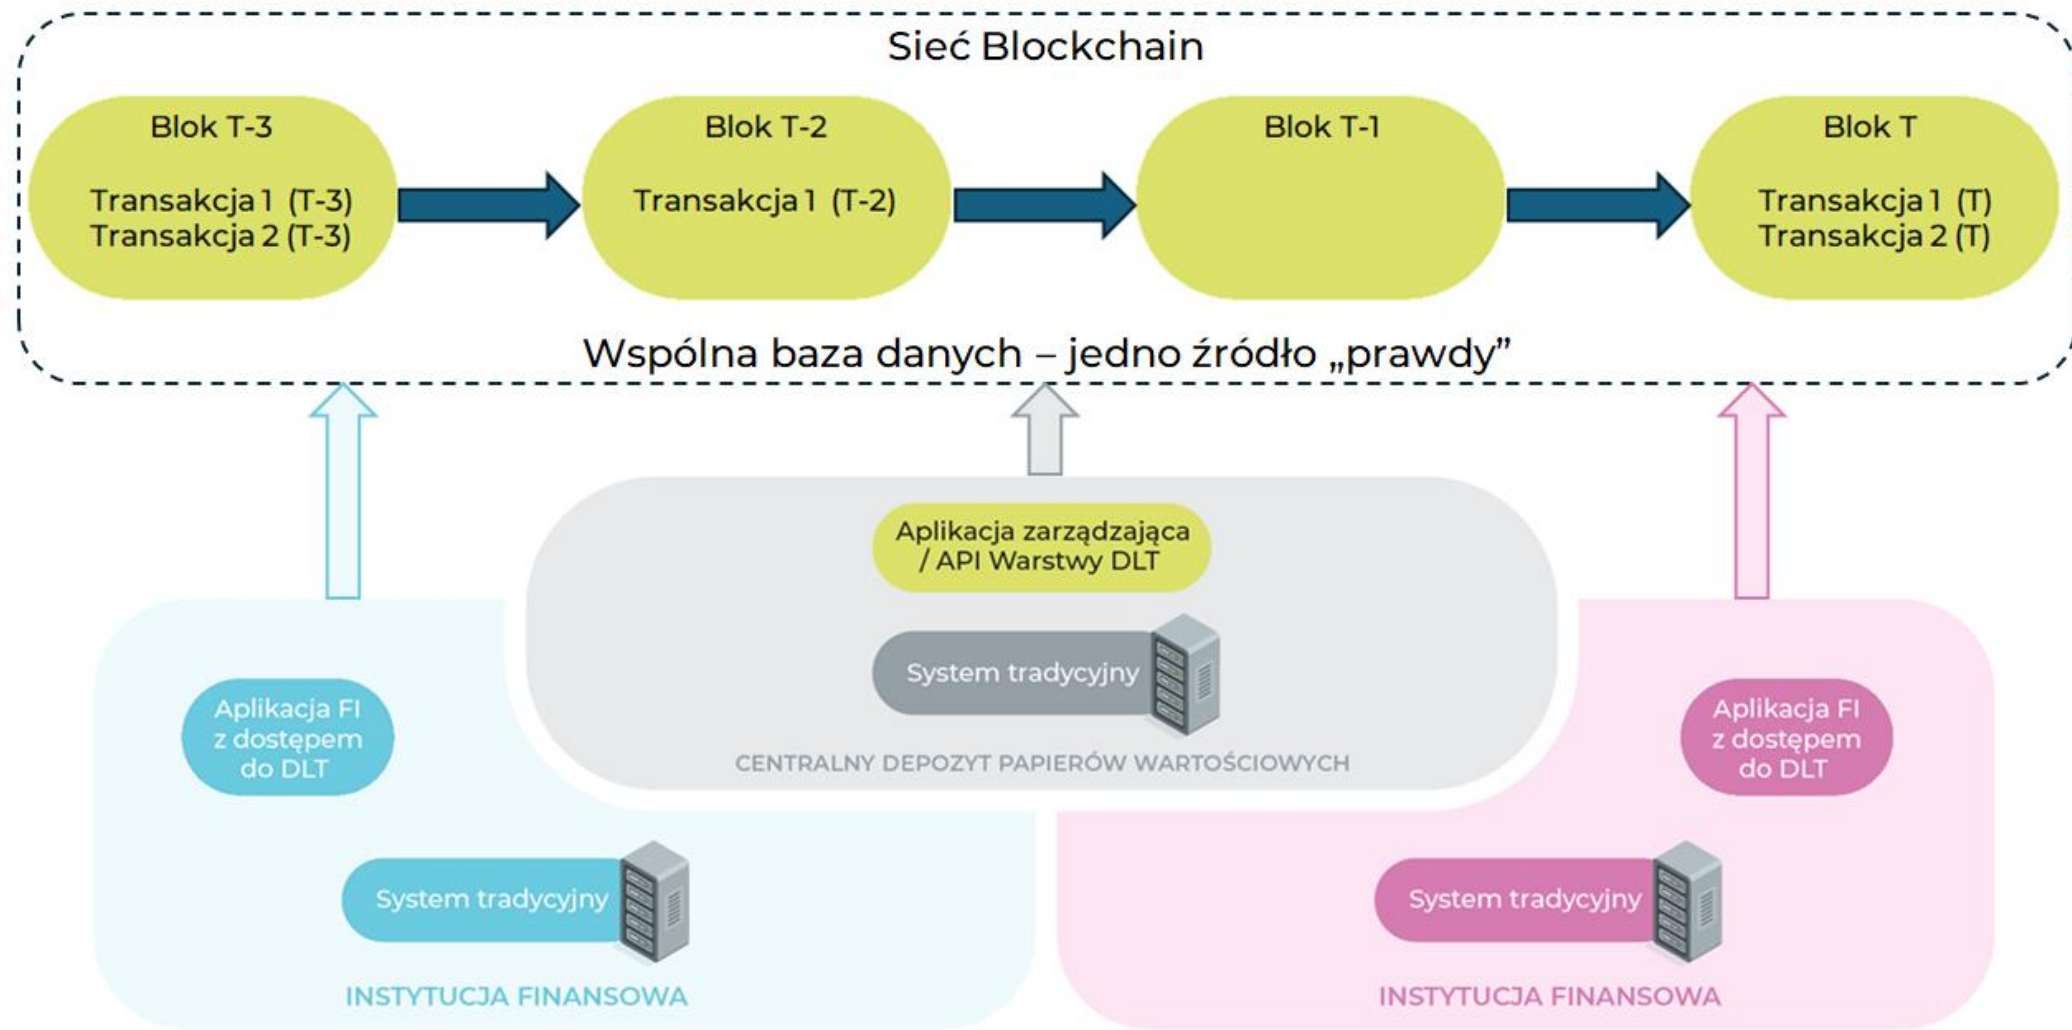 Sieć Blockchain
Blok T-3
Transakcja 1 (T-3)
Transakcja 2 (T-3)
Blok T-2
Transakcja 1 (T-2)
Blok T-1
Blok T
Transakcja 1 (T)
Transakcja 2 (T)
Wspólna baza danych – jedno źródło „prawdy”
Aplikacja zarządzająca
/ API Warstwy DLT
System tradycyjny
CENTRALNY DEPOZYT PAPIERÓW WARTOŚCIOWYCH
Aplikacja FI
z dostępem
do DLT
System tradycyjny
INSTYTUCJA FINANSOWA
Aplikacja FI
z dostępem
do DLT
System tradycyjny
INSTYTUCJA FINANSOWA